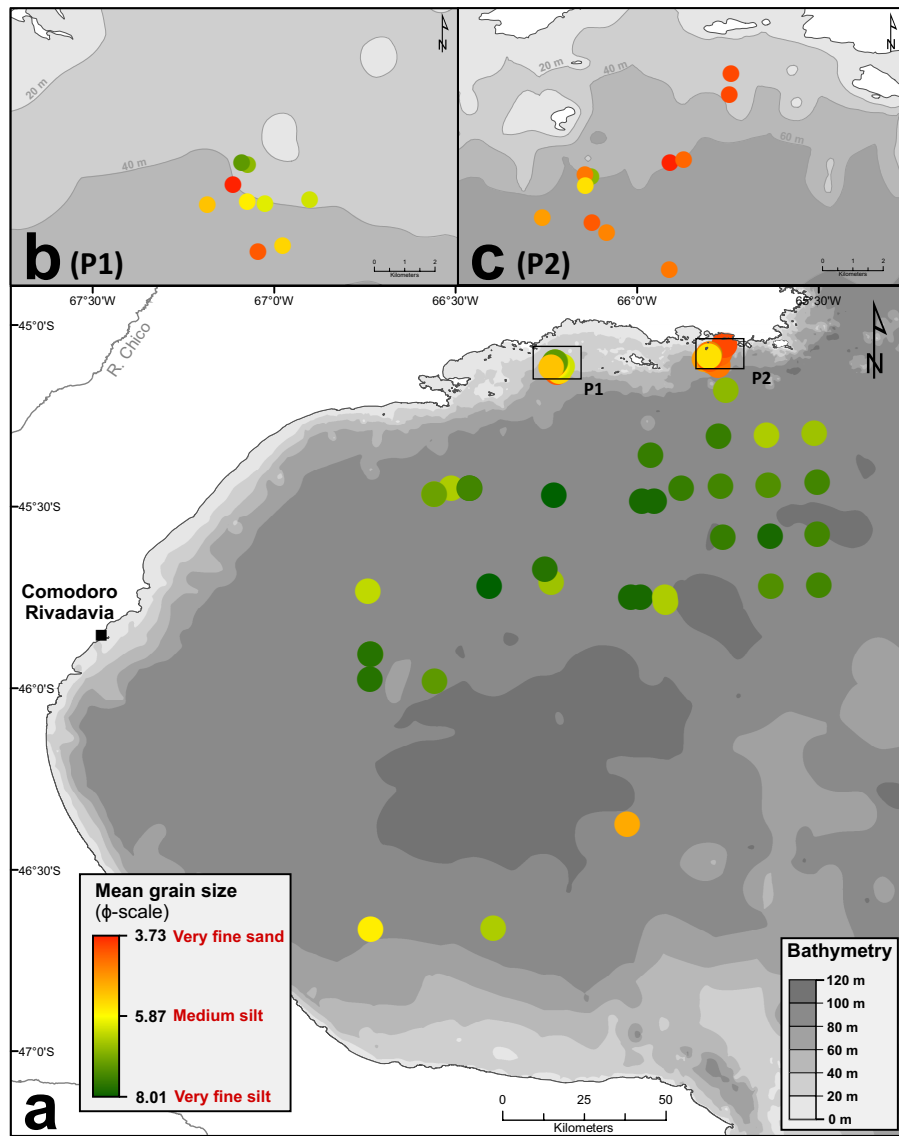 20 m
40 m
N
0 1 2
Kilometers
b (P1)
20 m
40 m
60 m
N
0 1 2
Kilometers
c (P2)
67°30'W
67°0'W
66°30'W
66°0'W
65°30'W
45°0'S
R. Chico
N
P1
P2
45°30'S
Comodoro
Rivadavia
46°0'S
46°30'S
Mean grain size
(ϕ-scale)
3.73 Very fine sand
5.87 Medium silt
8.01 Very fine silt
Bathymetry
120 m
100 m
80 m
60 m
40 m
20 m
0 m
47°0'S
a
0 25 50
Kilometers